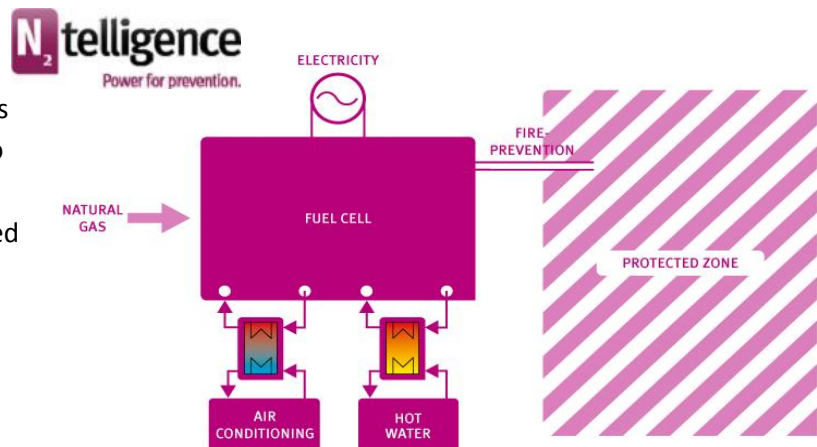 N2telligence
Power for prevention.
ELECTRICITY
FIRE-
PREVENTION
NATURAL
GAS
FUEL CELL
PROTECTED ZONE
AIR
CONDITIONING
HOT
WATER